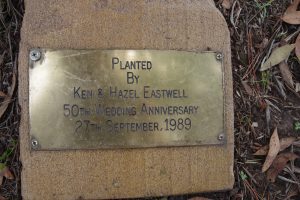 PLANTED
BY
KEN & HAZEL EASTWELL
50TH WEDDING ANNIVERSARY
27TH SEPTEMBER, 1989